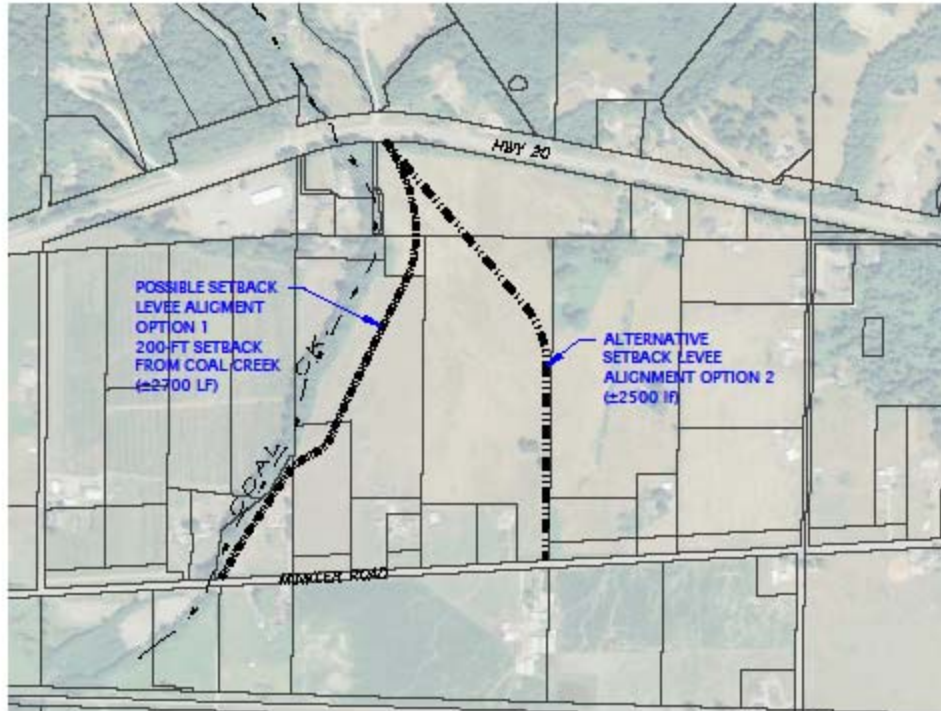 HWY 20
POSSIBLE SETBACK
LEVEE ALIGMENT
OPTION 1
200-FT SETBACK
FROM COAL CREEK
(±2700 LF)
ALTERNATIVE
SETBACK LEVEE
ALIGNMENT OPTION 2
(±2500 lf)
COAL CK
MINKLER ROAD